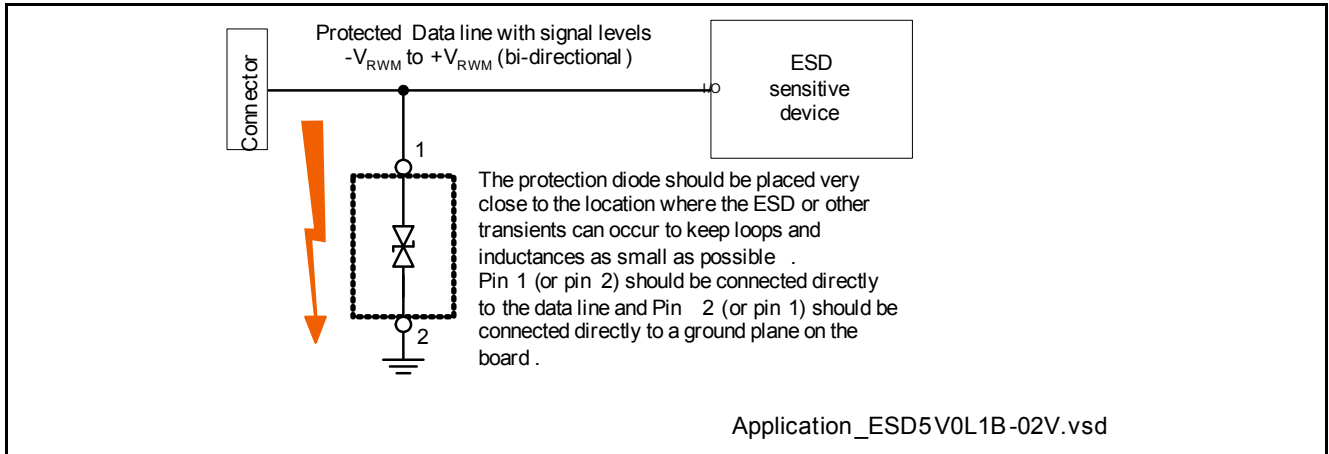 Protected Data line with signal levels
-VRWM to +VRWM (bi-directional)
Connector
I/O
ESD
sensitive
device
1
The protection diode should be placed very
close to the location where the ESD or other
transients can occur to keep loops and
inductances as small as possible .
Pin 1 (or pin 2) should be connected directly
to the data line and Pin 2 (or pin 1) should be
connected directly to a ground plane on the
board .
2
Application_ESD5V0L1B-02V.vsd